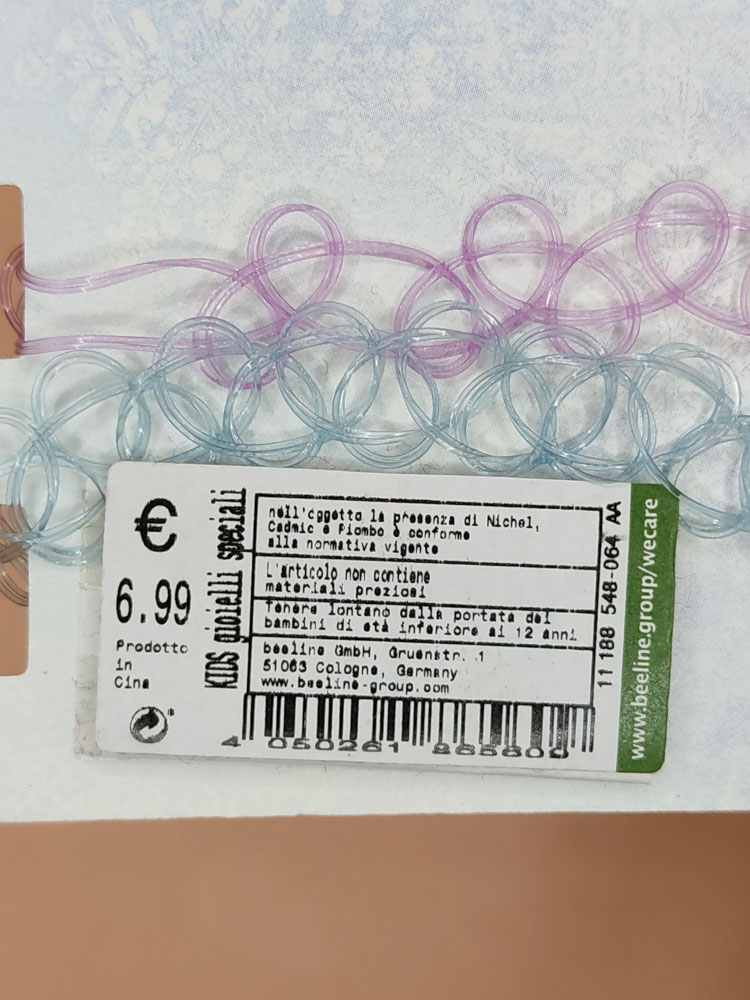 €
6.99
Prodotto
in
Cina
KIDS gioielli speciali
nell'oggetto la presenza di Nichel,
Cadmio e Piombo è conforme
alla normativa vigente
L'articolo non contiene
materiali preziosi
Tenere lontano dalla portata dei
bambini di età inferiore ai 12 anni
beeline GmbH, Gruenstr. 1
51063 Cologne, Germany
www.beeline-group.com
4 050261
11 188 548-064 AA
www.beeline.group/wecare